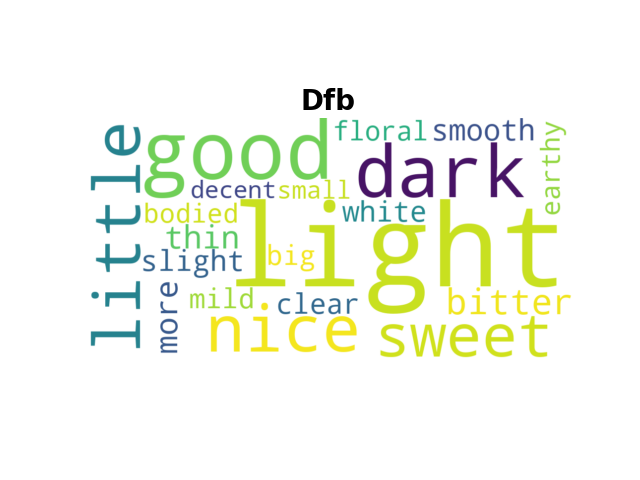 Dfb
little
good
floral
smooth
earthy
dark
decent
small
bodied
white
light
thin
slight
big
more
mild
clear
bitter
nice
sweet